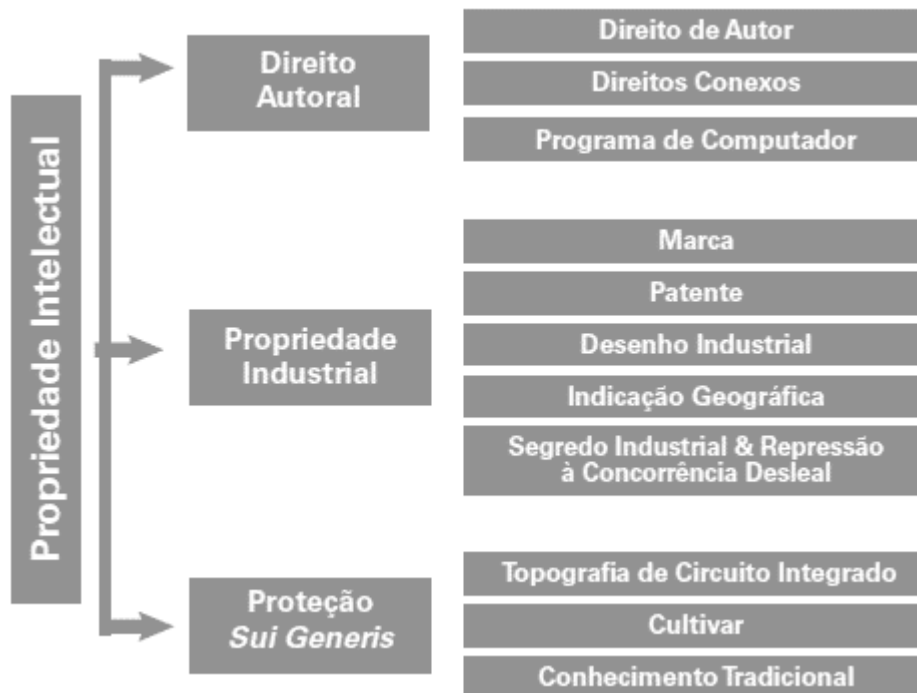 Propriedade Intelectual
Direito
Autoral
Direito de Autor
Direitos Conexos
Programa de Computador
Propriedade
Industrial
Marca
Patente
Desenho Industrial
Indicação Geográfica
Segredo Industrial & Repressão
à Concorrência Desleal
Proteção
Sui Generis
Topografia de Circuito Integrado
Cultivar
Conhecimento Tradicional